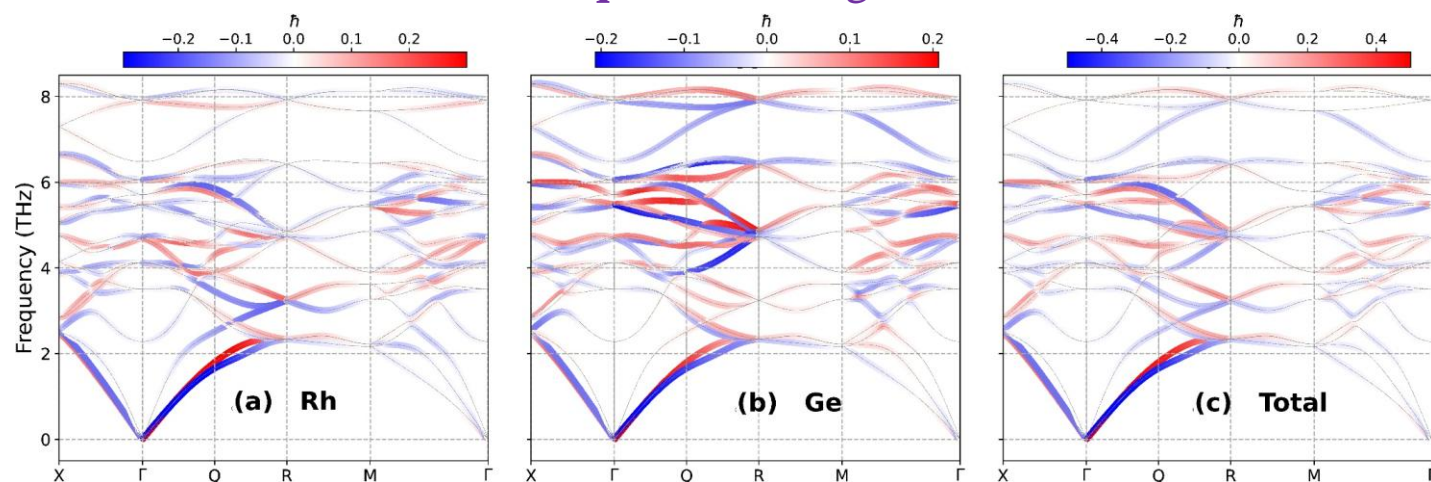 ℏ ℏ ℏ
−0.2 −0.1 0.0 0.1 0.2
−0.2 −0.1 0.0 0.1 0.2
−0.4 −0.2 0.0 0.2 0.4
Frequency (THz)
8
6
4
2
0
(a) Rh
(b) Ge
(c) Total
X Γ Q R M Γ
X Γ Q R M Γ
X Γ Q R M